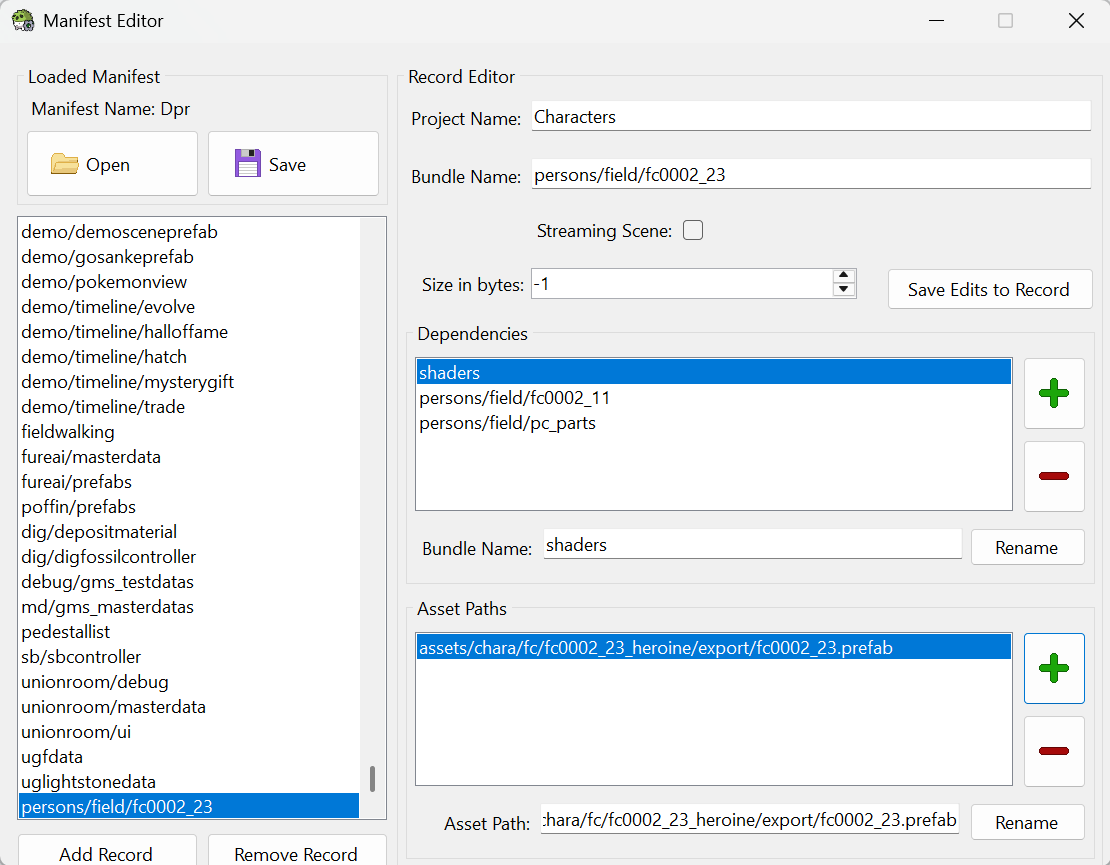 Manifest Editor
Loaded Manifest
Manifest Name: Dpr
Open
Save
demo/demosceneprefab
demo/gosankeprefab
demo/pokemonview
demo/timeline/evolve
demo/timeline/halloffame
demo/timeline/hatch
demo/timeline/mysterygift
demo/timeline/trade
fieldwalking
fureai/masterdata
fureai/prefabs
poffin/prefabs
dig/depositmaterial
dig/digfossilcontroller
debug/gms_testdatas
md/gms_masterdatas
pedestallist
sb/sbcontroller
unionroom/debug
unionroom/masterdata
unionroom/ui
ugfdata
uglightstonedata
persons/field/fc0002_23
Add Record
Remove Record
Record Editor
Project Name: Characters
Bundle Name: persons/field/fc0002_23
Streaming Scene:
Size in bytes: -1
Save Edits to Record
Dependencies
shaders
persons/field/fc0002_11
persons/field/pc_parts
Bundle Name: shaders
Rename
Asset Paths
assets/chara/fc/fc0002_23_heroine/export/fc0002_23.prefab
Asset Path: chara/fc/fc0002_23_heroine/export/fc0002_23.prefab
Rename